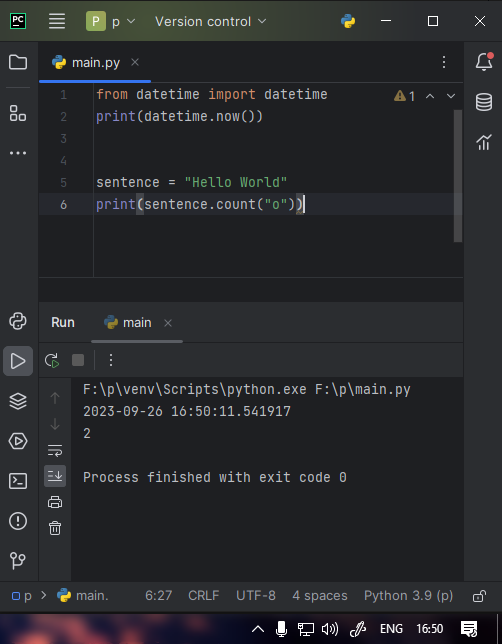 PC P p Version control
main.py
1 from datetime import datetime 1
2 print(datetime.now())
3
4
5 sentence = "Hello World"
6 print(sentence.count("o"))
Run main
F:\p\venv\Scripts\python.exe F:\p\main.py
2023-09-26 16:50:11.541917
2

Process finished with exit code 0
p > main. 6:27 CRLF UTF-8 4 spaces Python 3.9 (p)
ENG 16:50